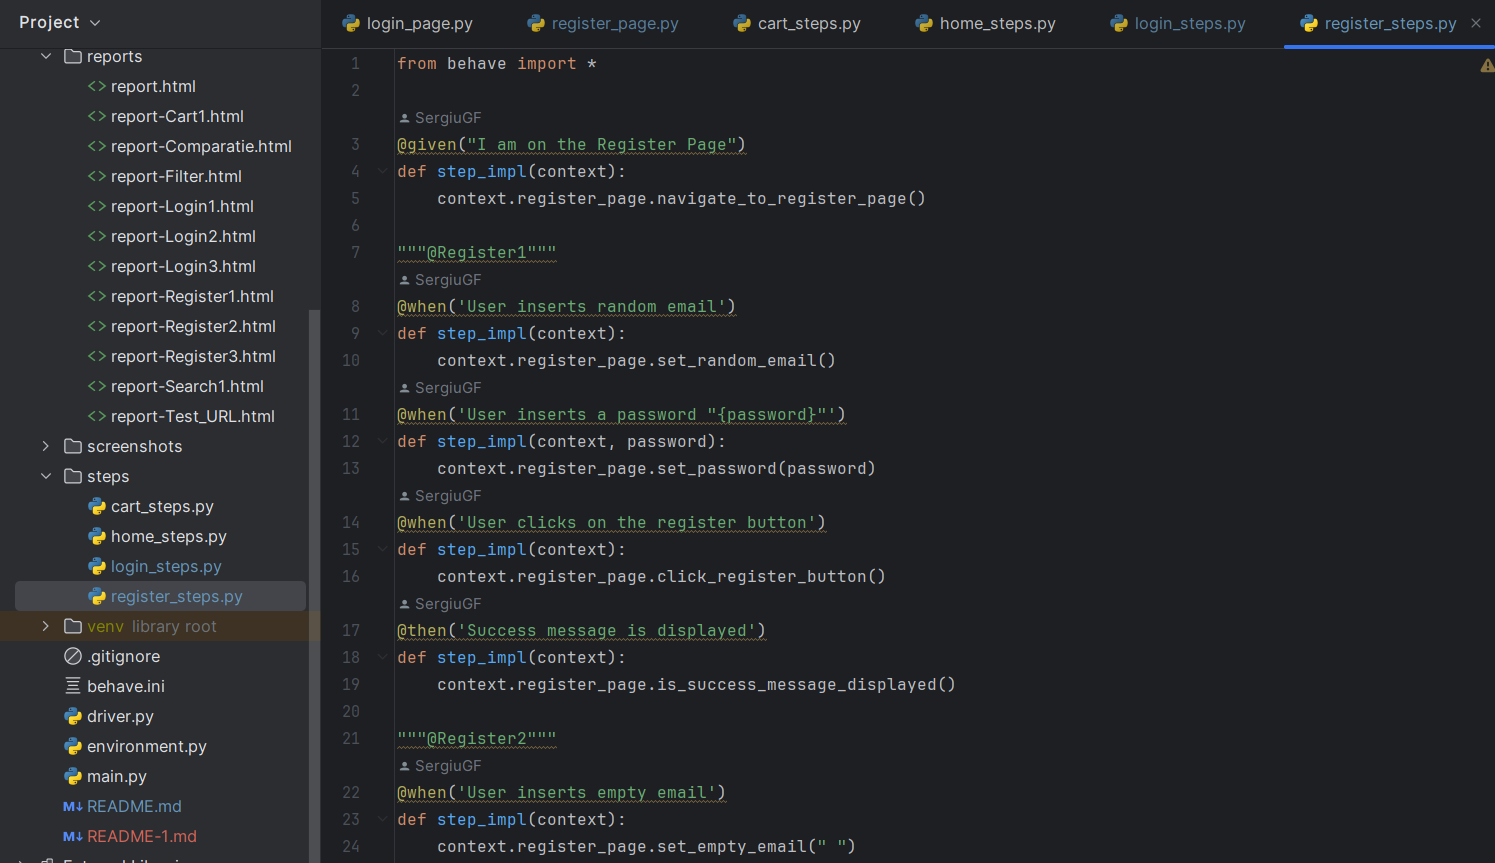 Project
login_page.py register_page.py cart_steps.py home_steps.py login_steps.py register_steps.py
reports
<> report.html
<> report-Cart1.html
<> report-Comparatie.html
<> report-Filter.html
<> report-Login1.html
<> report-Login2.html
<> report-Login3.html
<> report-Register1.html
<> report-Register2.html
<> report-Register3.html
<> report-Search1.html
<> report-Test_URL.html
screenshots
steps
cart_steps.py
home_steps.py
login_steps.py
register_steps.py
venv library root
.gitignore
behave.ini
driver.py
environment.py
main.py
M↓ README.md
M↓ README-1.md
1 from behave import *
2
SergiuGF
3 @given("I am on the Register Page")
4 def step_impl(context):
5     context.register_page.navigate_to_register_page()
6
7 """@Register1"""
SergiuGF
8 @when('User inserts random email')
9 def step_impl(context):
10     context.register_page.set_random_email()
SergiuGF
11 @when('User inserts a password "{password}"')
12 def step_impl(context, password):
13     context.register_page.set_password(password)
SergiuGF
14 @when('User clicks on the register button')
15 def step_impl(context):
16     context.register_page.click_register_button()
SergiuGF
17 @then('Success message is displayed')
18 def step_impl(context):
19     context.register_page.is_success_message_displayed()
20
21 """@Register2"""
SergiuGF
22 @when('User inserts empty email')
23 def step_impl(context):
24     context.register_page.set_empty_email(" ")